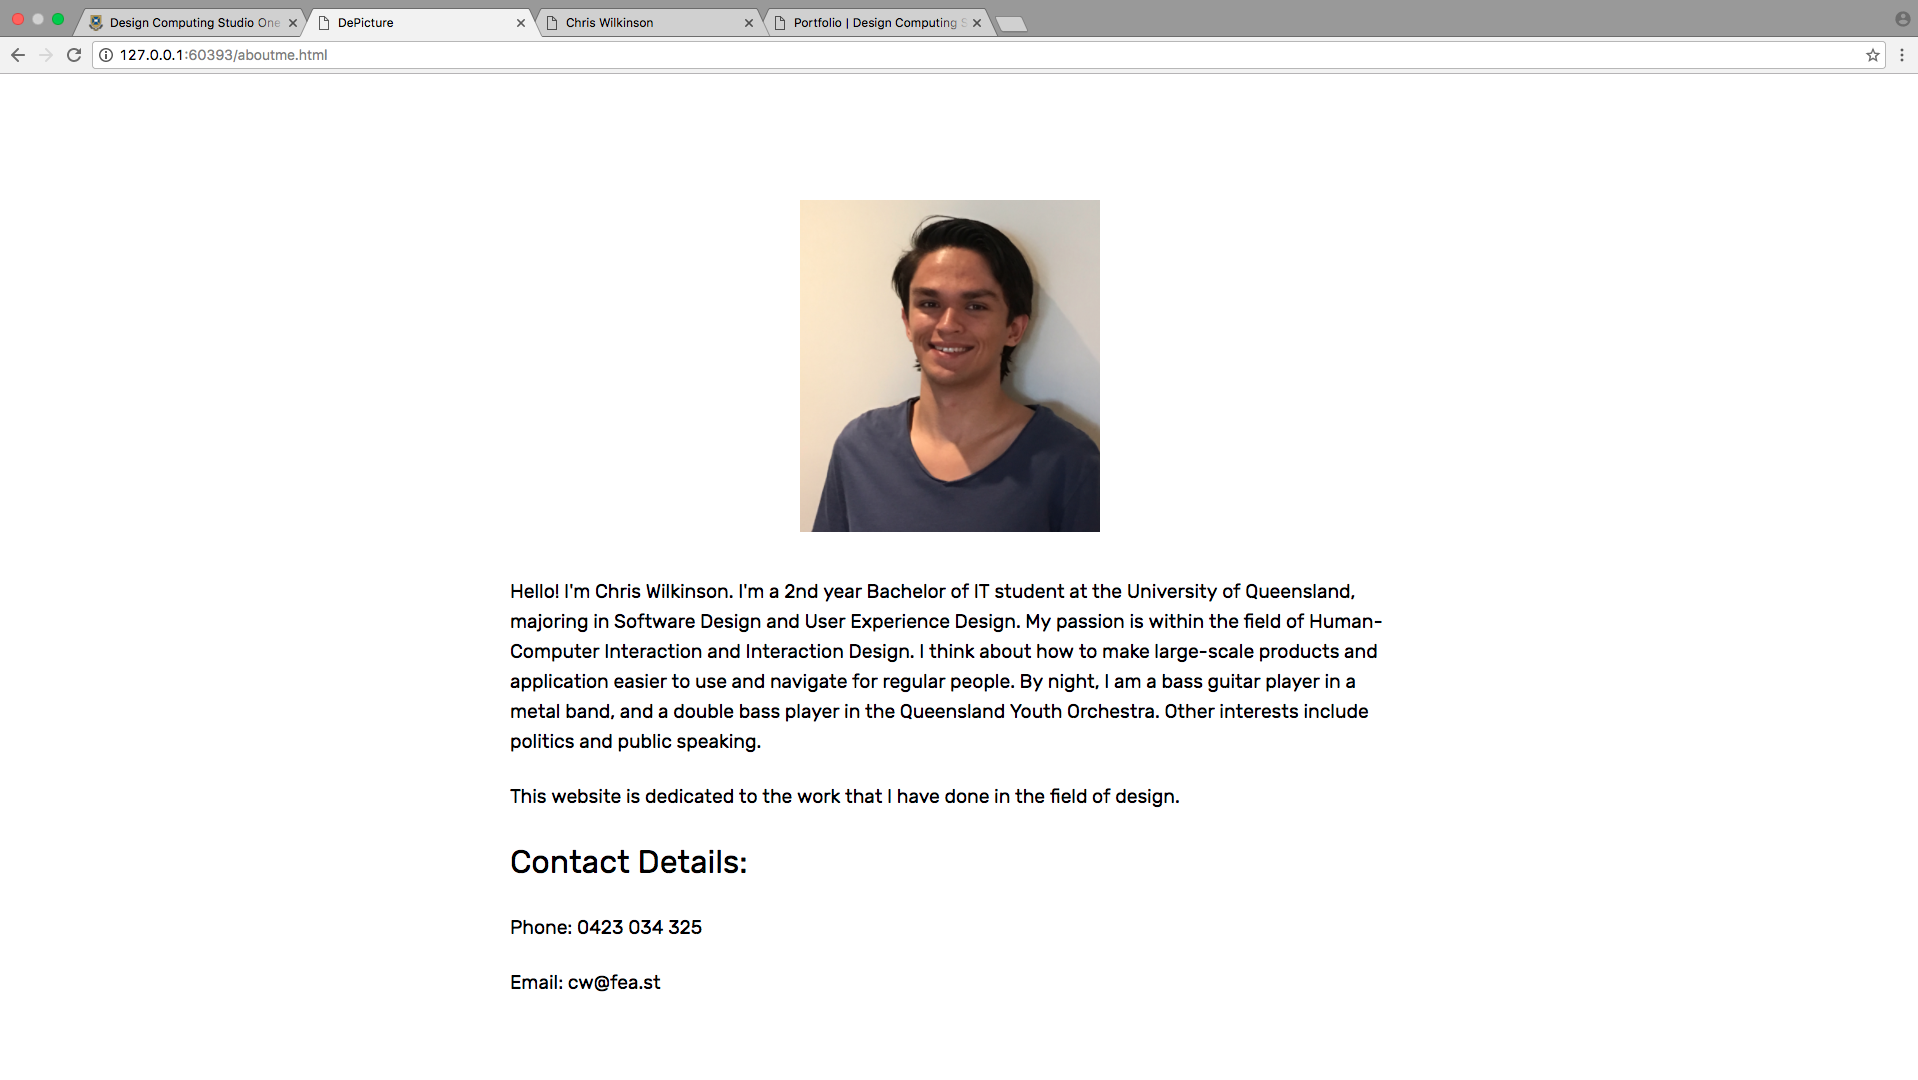 Design Computing Studio One
DePicture
Chris Wilkinson
Portfolio | Design Computing S
127.0.0.1:60393/aboutme.html
Hello! I'm Chris Wilkinson. I'm a 2nd year Bachelor of IT student at the University of Queensland,
majoring in Software Design and User Experience Design. My passion is within the field of Human-
Computer Interaction and Interaction Design. I think about how to make large-scale products and
application easier to use and navigate for regular people. By night, I am a bass guitar player in a
metal band, and a double bass player in the Queensland Youth Orchestra. Other interests include
politics and public speaking.
This website is dedicated to the work that I have done in the field of design.
Contact Details:
Phone: 0423 034 325
Email: cw@fea.st